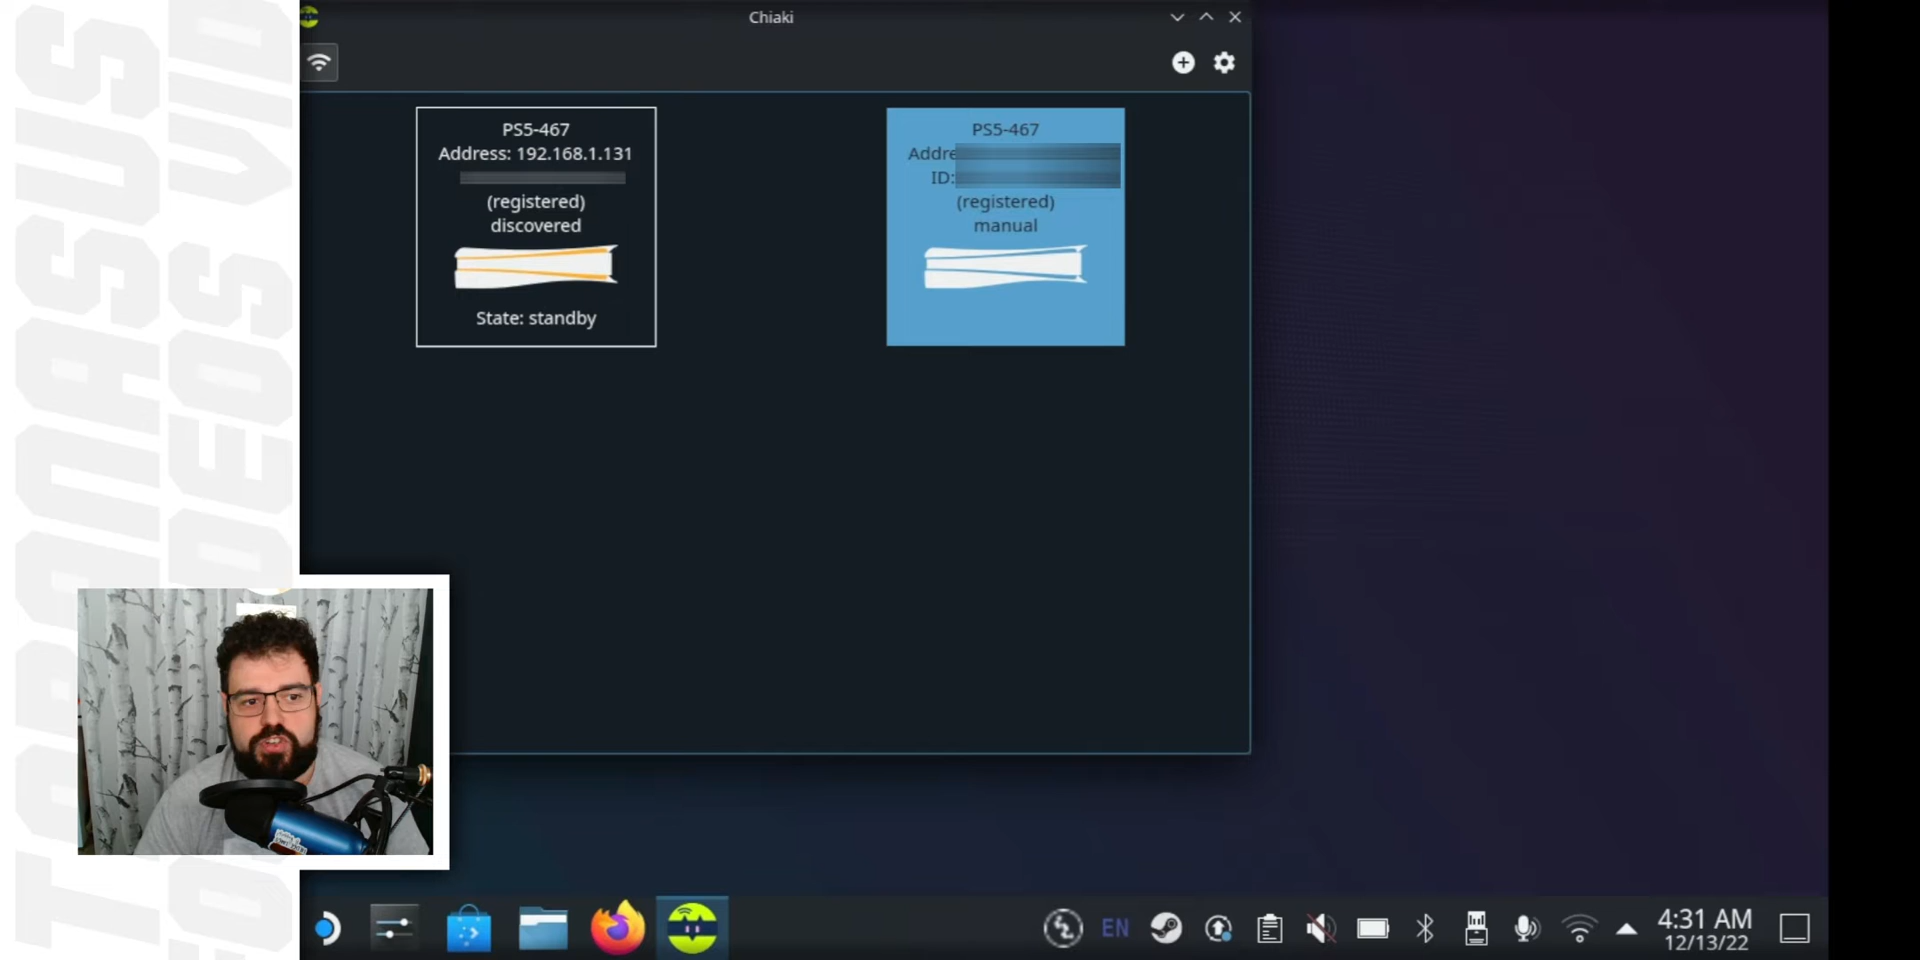 Chiaki
PS5-467
Address: 192.168.1.131
(registered)
discovered
State: standby
PS5-467
Addre
ID:
(registered)
manual
EN
4:31 AM
12/13/22